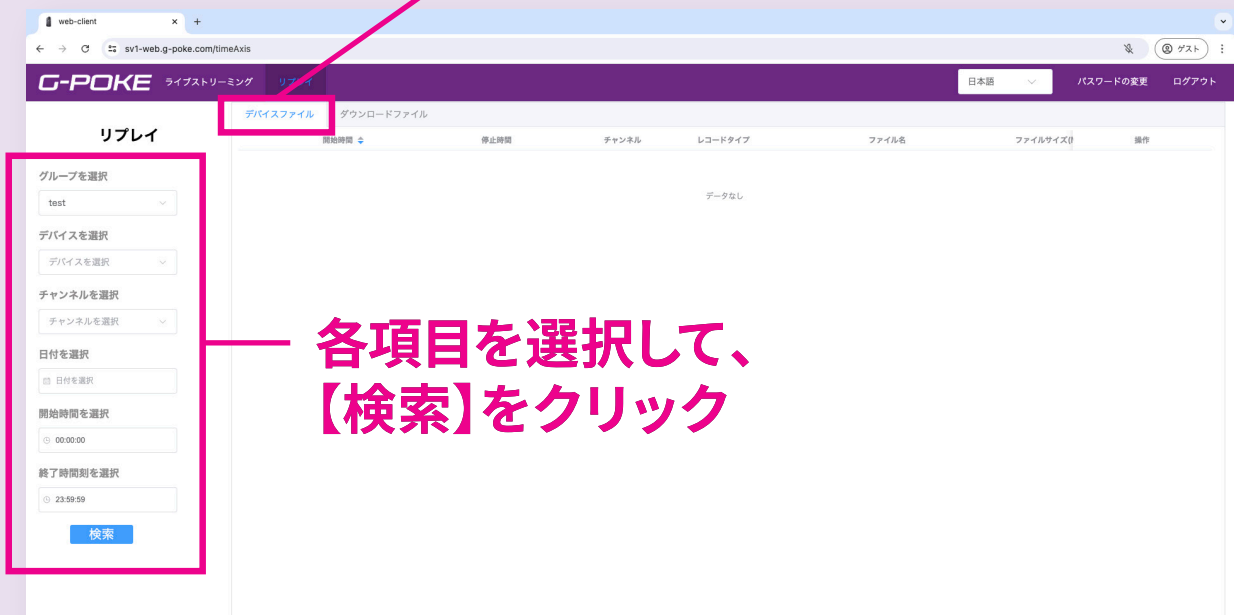 web-client
sv1-web.g-poke.com/timeAxis
ゲスト
G-POKE ライブストリーミング リプレイ 日本語 パスワードの変更 ログアウト
デバイスファイル ダウンロードファイル
リプレイ
開始時間 停止時間 チャンネル レコードタイプ ファイル名 ファイルサイズ(M 操作
データなし
グループを選択
test
デバイスを選択
デバイスを選択
チャンネルを選択
チャンネルを選択
日付を選択
日付を選択
開始時間を選択
00:00:00
終了時間刻を選択
23:59:59
検索
各項目を選択して、
【検索】をクリック